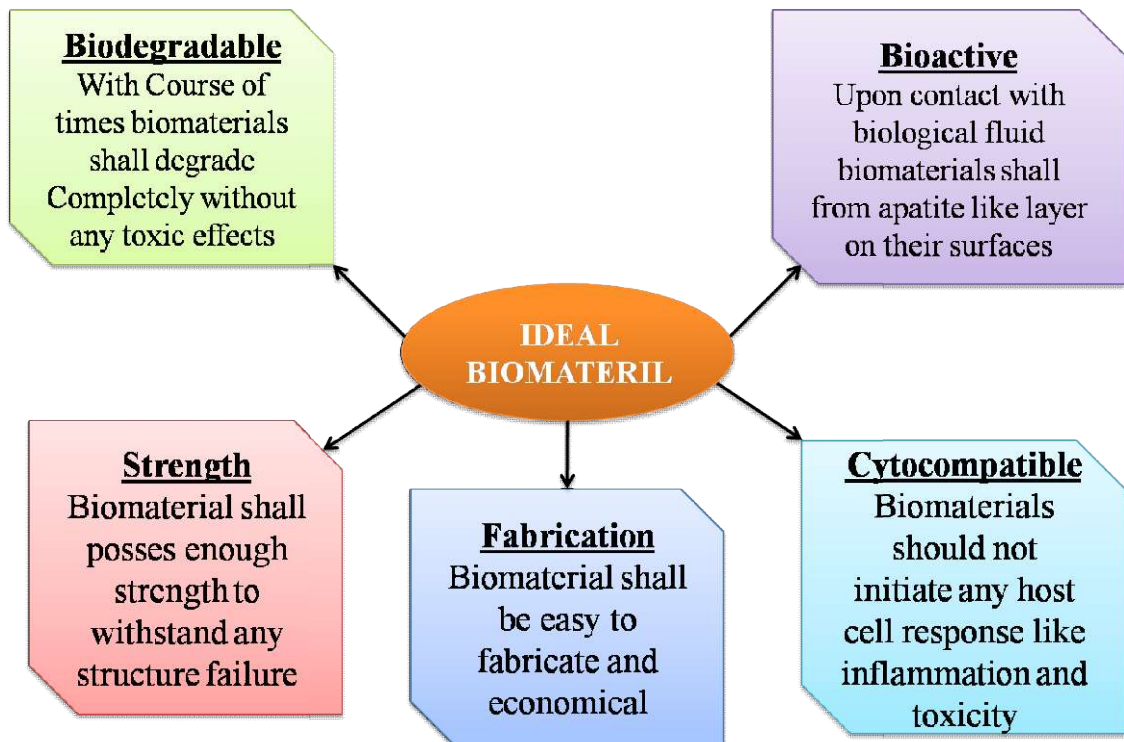 Biodegradable
With Course of
times biomaterials
shall degrade
Completely without
any toxic effects
Bioactive
Upon contact with
biological fluid
biomaterials shall
from apatite like layer
on their surfaces
IDEAL
BIOMATERIL
Strength
Biomaterial shall
posses enough
strength to
withstand any
structure failure
Fabrication
Biomaterial shall
be easy to
fabricate and
economical
Cytocompatible
Biomaterials
should not
initiate any host
cell response like
inflammation and
toxicity